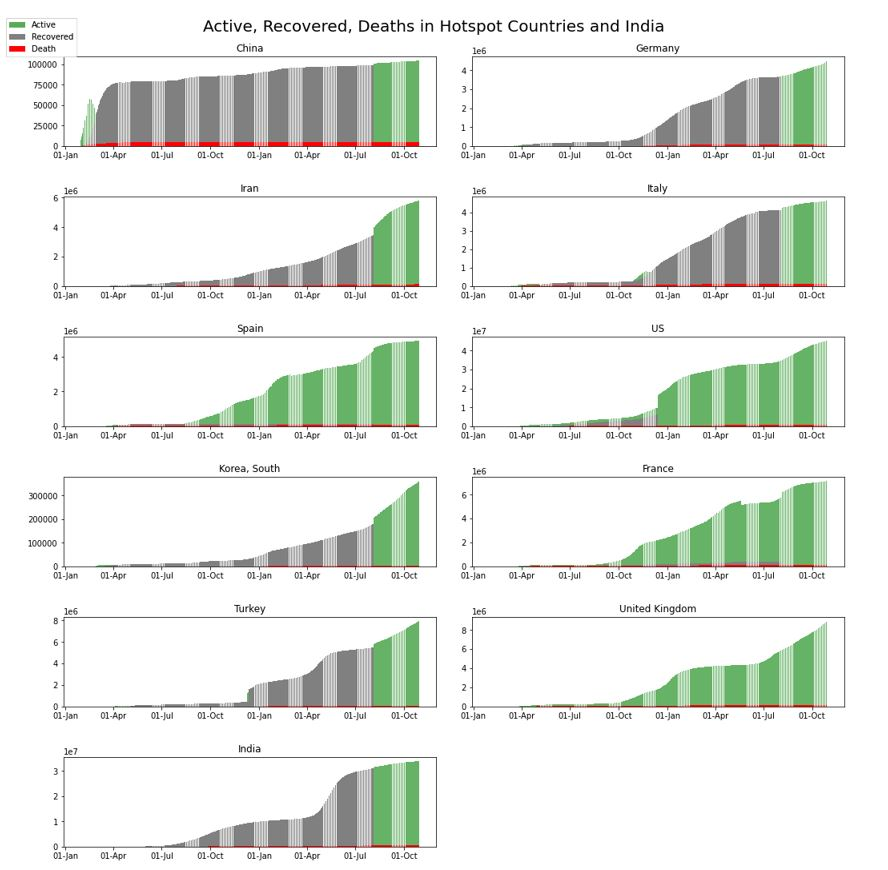 Active, Recovered, Deaths in Hotspot Countries and India
Active
Recovered
Death
China
100000
75000
50000
25000
0
01-Jan 01-Apr 01-Jul 01-Oct 01-Jan 01-Apr 01-Jul 01-Oct
Germany
1e6
4
3
2
1
0
01-Jan 01-Apr 01-Jul 01-Oct 01-Jan 01-Apr 01-Jul 01-Oct
Iran
1e6
6
4
2
0
01-Jan 01-Apr 01-Jul 01-Oct 01-Jan 01-Apr 01-Jul 01-Oct
Italy
1e6
4
3
2
1
0
01-Jan 01-Apr 01-Jul 01-Oct 01-Jan 01-Apr 01-Jul 01-Oct
Spain
1e6
4
2
0
01-Jan 01-Apr 01-Jul 01-Oct 01-Jan 01-Apr 01-Jul 01-Oct
US
1e7
4
3
2
1
0
01-Jan 01-Apr 01-Jul 01-Oct 01-Jan 01-Apr 01-Jul 01-Oct
Korea, South
300000
200000
100000
0
01-Jan 01-Apr 01-Jul 01-Oct 01-Jan 01-Apr 01-Jul 01-Oct
France
1e6
6
4
2
0
01-Jan 01-Apr 01-Jul 01-Oct 01-Jan 01-Apr 01-Jul 01-Oct
Turkey
1e6
8
6
4
2
0
01-Jan 01-Apr 01-Jul 01-Oct 01-Jan 01-Apr 01-Jul 01-Oct
United Kingdom
1e6
8
6
4
2
0
01-Jan 01-Apr 01-Jul 01-Oct 01-Jan 01-Apr 01-Jul 01-Oct
India
1e7
3
2
1
0
01-Jan 01-Apr 01-Jul 01-Oct 01-Jan 01-Apr 01-Jul 01-Oct